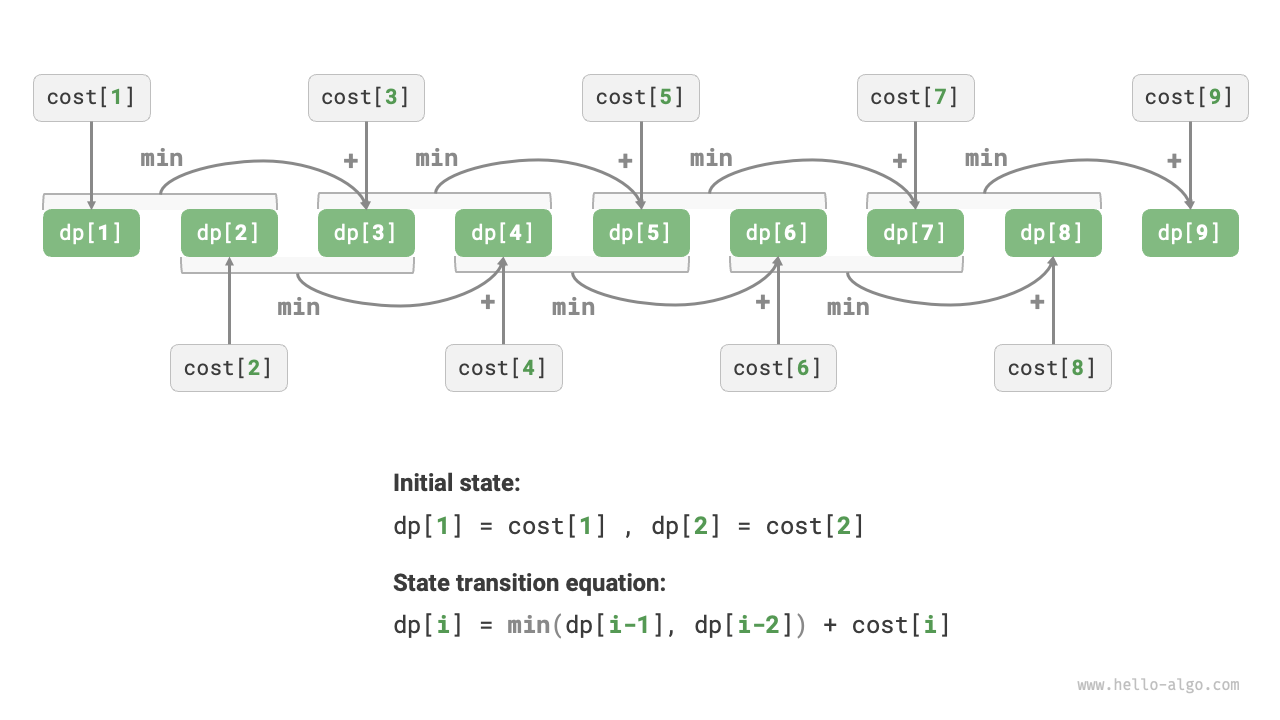 cost[1] cost[3] cost[5] cost[7] cost[9]
min + min + min + min +
dp[1] dp[2] dp[3] dp[4] dp[5] dp[6] dp[7] dp[8] dp[9]
min + min + min +
cost[2] cost[4] cost[6] cost[8]
Initial state:
dp[1] = cost[1] , dp[2] = cost[2]
State transition equation:
dp[i] = min(dp[i-1], dp[i-2]) + cost[i]
www.hello-algo.com